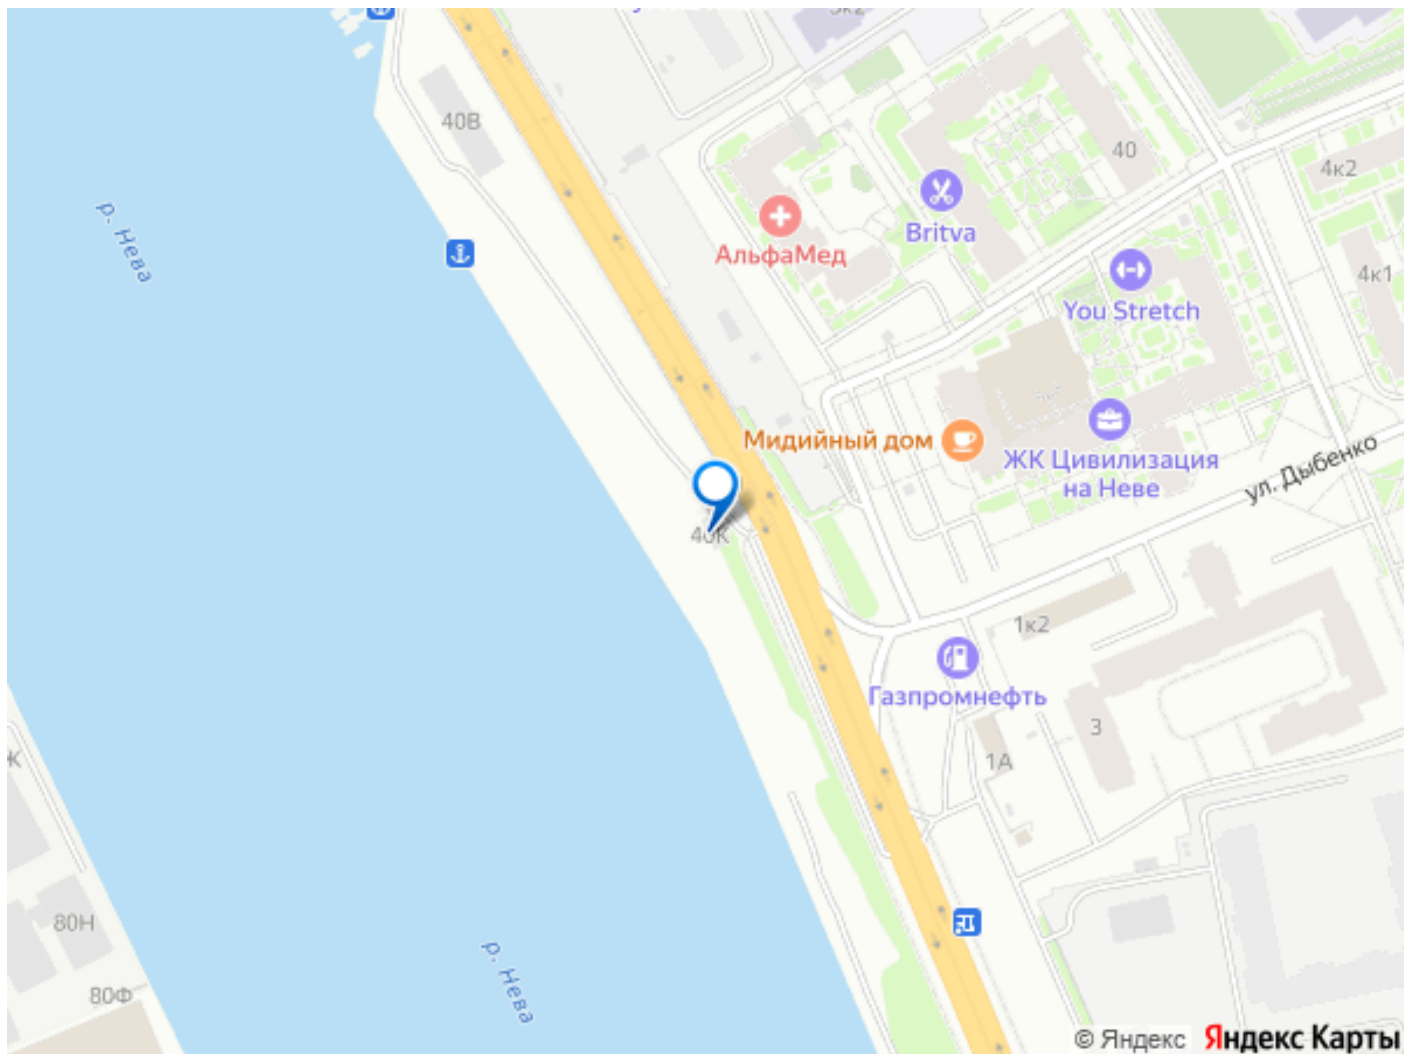 40В
40
4к2
р. Нева
Britva
АльфаМед
4к1
You Stretch
Мидийный дом
ЖК Цивилизация
на Неве
ул. Дыбенко
40К
1к2
Газпромнефть
3
1А
Ж
80Н
р. Нева
80Ф
© Яндекс Яндекс Карты